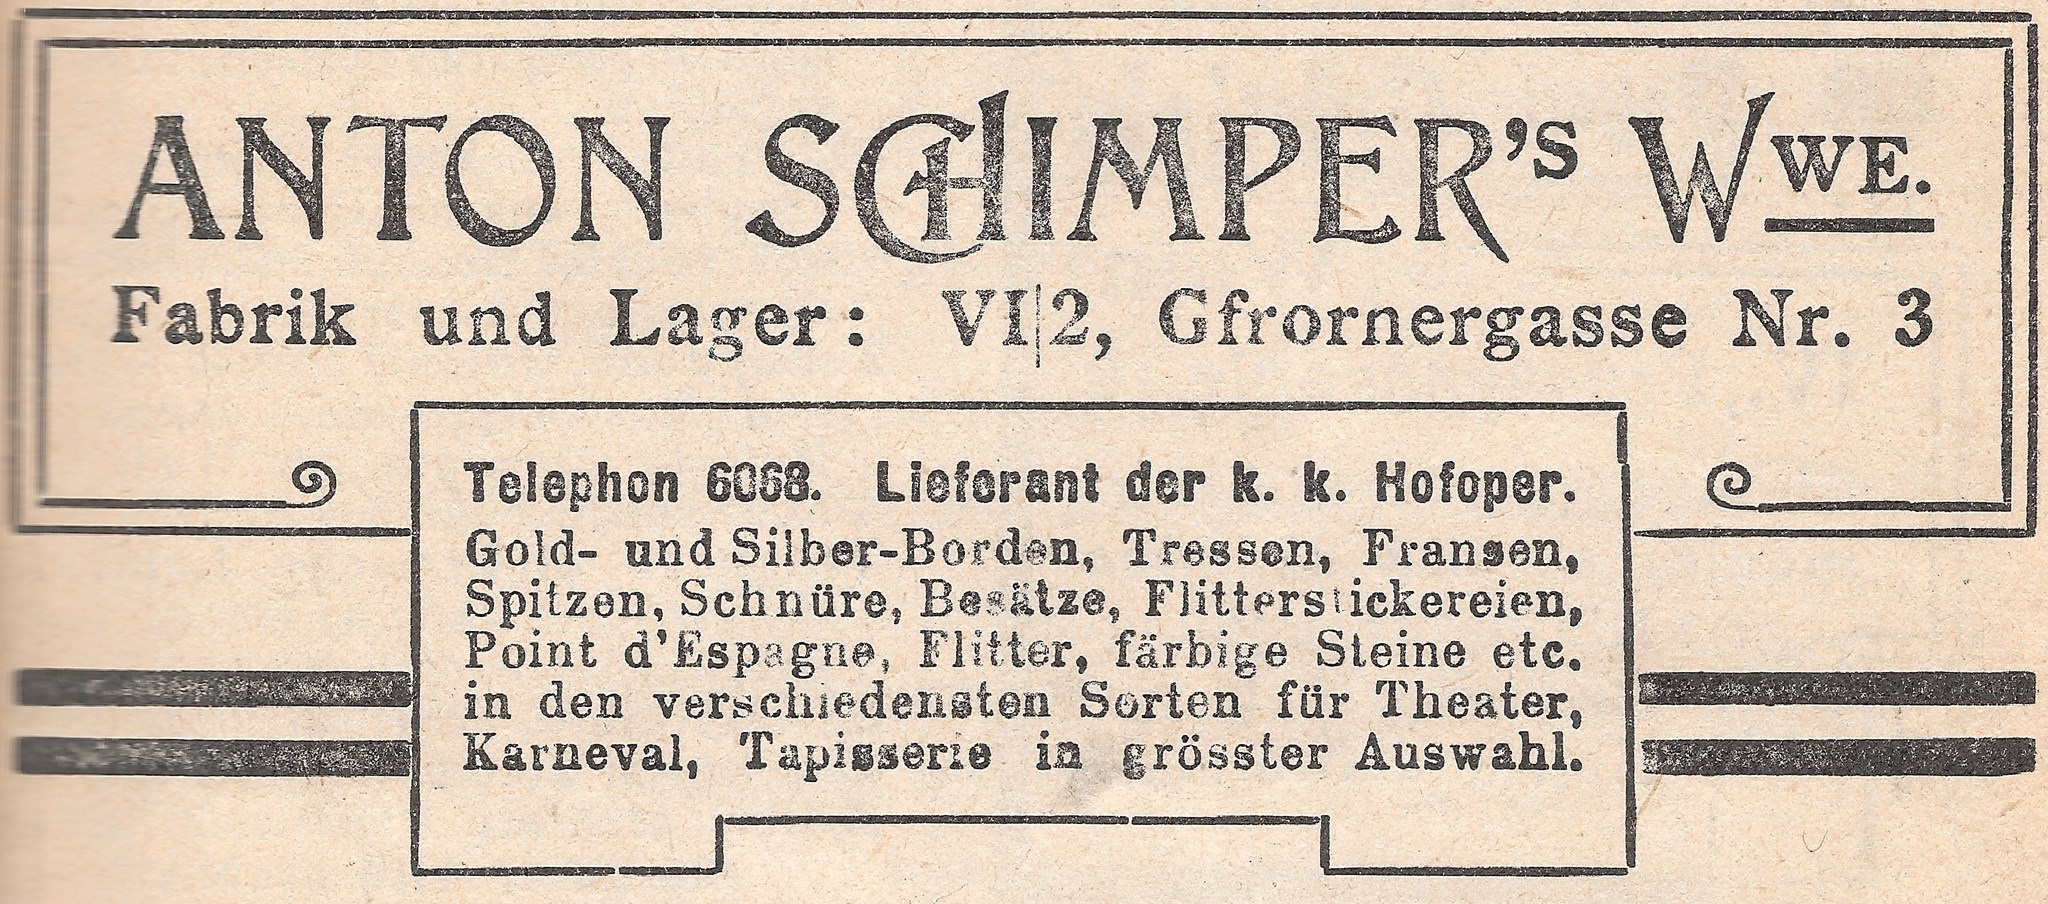 ANTON SCHIMPER'S WWE.
Fabrik und Lager: VI|2, Gfrornergasse Nr. 3
Telephon 6068. Lieferant der k. k. Hofoper.
Gold- und Silber-Borden, Tressen, Fransen,
Spitzen, Schnüre, Besätze, Flitterstickereien,
Point d'Espagne, Flitter, färbige Steine etc.
in den verschiedensten Sorten für Theater,
Karneval, Tapisserie in grösster Auswahl.